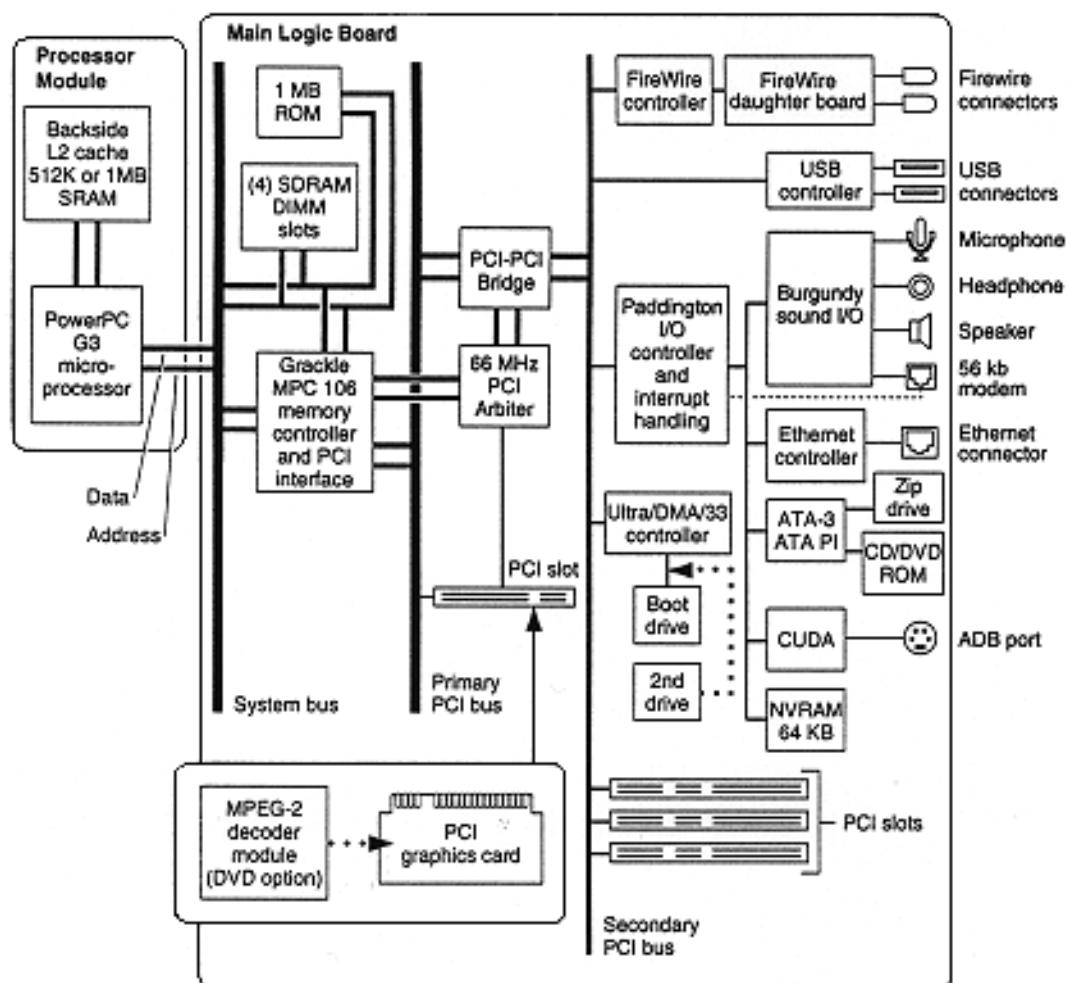 Main Logic Board
Processor
Module
Backside
L2 cache
512K or 1MB
SRAM
PowerPC
G3
micro-
processor
Data
Address
1 MB
ROM
(4) SDRAM
DIMM
slots
Grackle
MPC 106
memory
controller
and PCI
interface
System bus
PCI-PCI
Bridge
66 MHz
PCI
Arbiter
PCI slot
Primary
PCI bus
MPEG-2
decoder
module
(DVD option)
PCI
graphics card
FireWire
controller
FireWire
daughter board
Firewire
connectors
USB
controller
USB
connectors
Paddington
I/O
controller
and
interrupt
handling
Burgundy
sound I/O
Microphone
Headphone
Speaker
56 kb
modem
Ethernet
controller
Ethernet
connector
Ultra/DMA/33
controller
Boot
drive
2nd
drive
ATA-3
ATA PI
Zip
drive
CD/DVD
ROM
CUDA
ADB port
NVRAM
64 KB
PCI slots
Secondary
PCI bus